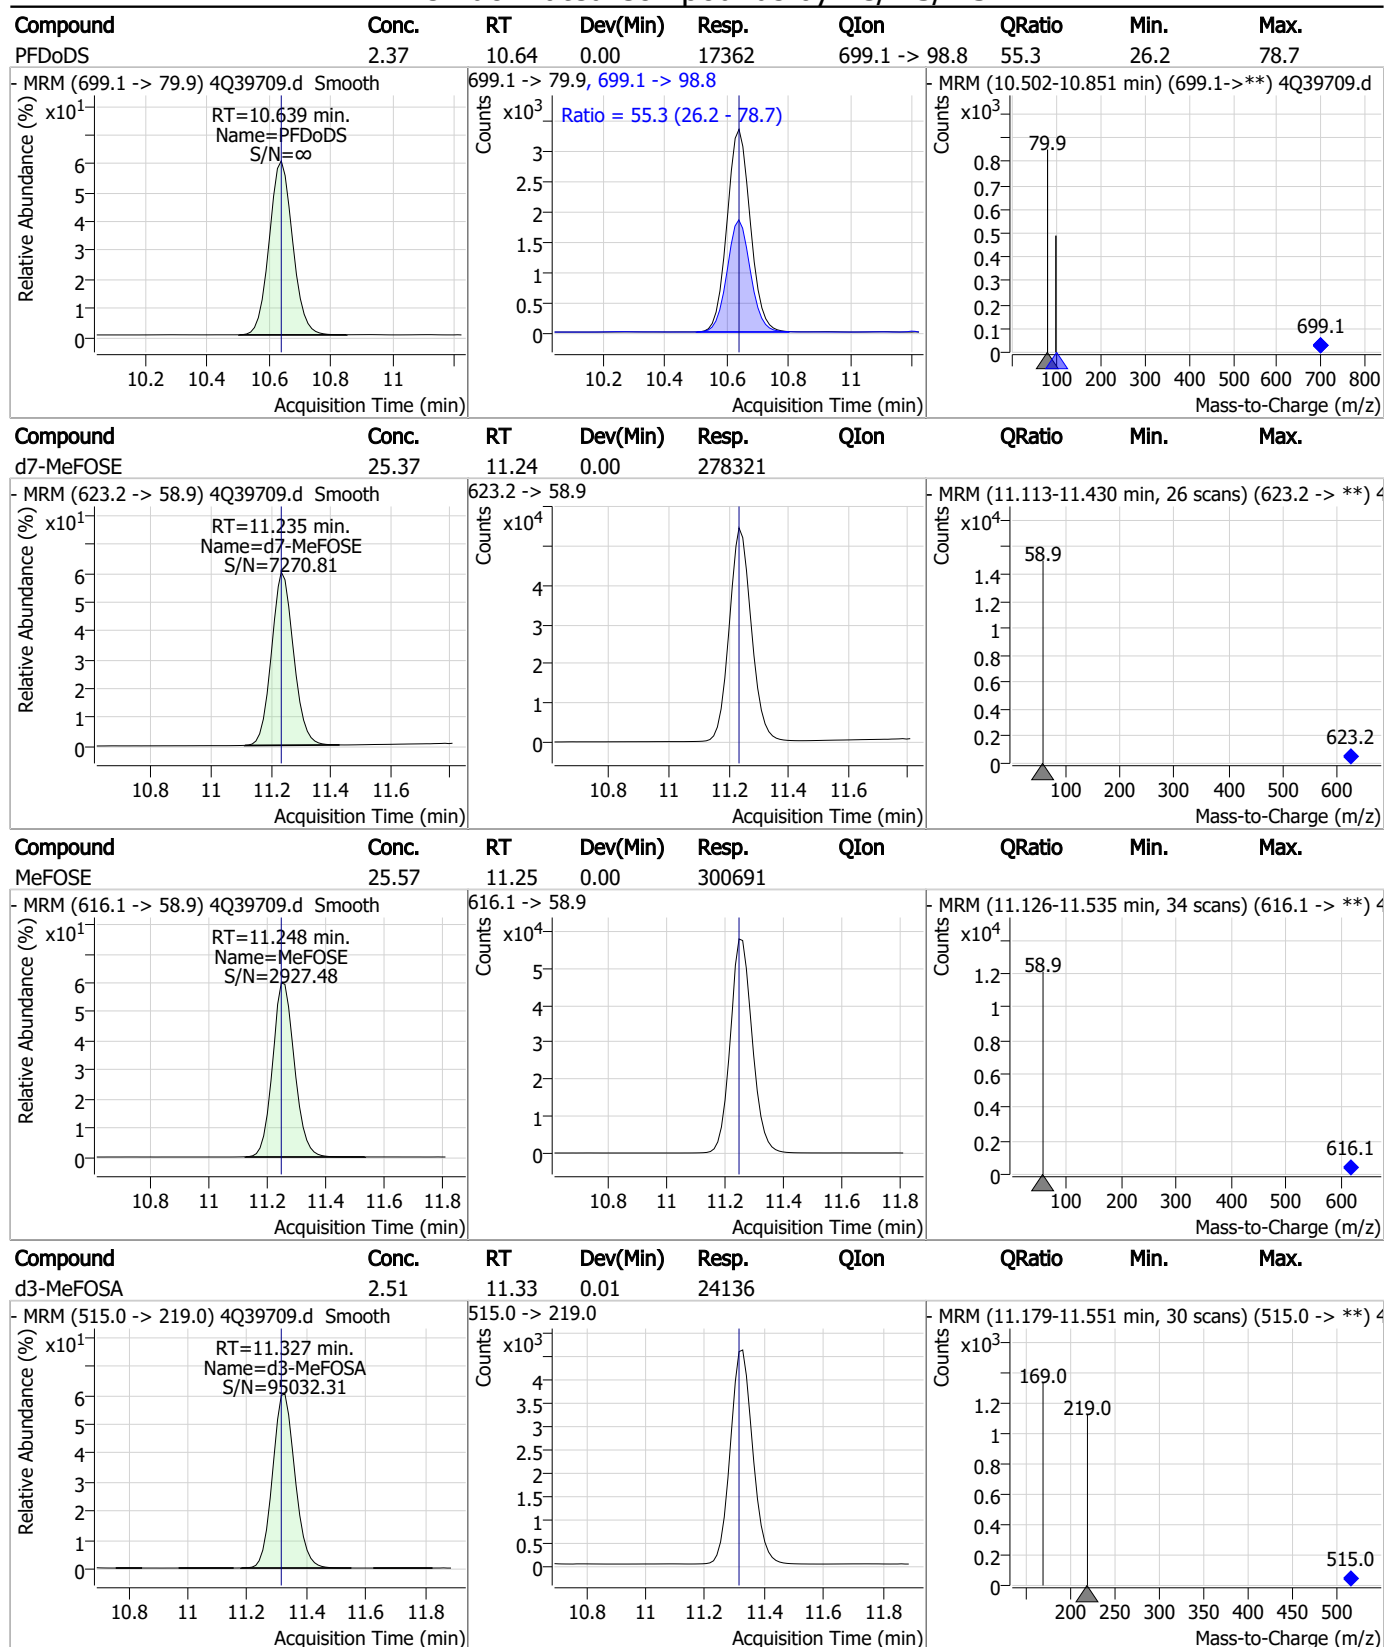 Compound Conc. RT Dev(Min) Resp. QIon QRatio Min. Max.
PFDoDS 2.37 10.64 0.00 17362 699.1 -> 98.8 55.3 26.2 78.7
- MRM (699.1 -> 79.9) 4Q39709.d Smooth
Relative Abundance (%)
x10¹
RT=10.639 min.
Name=PFDoDS
S/N=∞
6
5
4
3
2
1
0
10.2 10.4 10.6 10.8 11
Acquisition Time (min)
699.1 -> 79.9, 699.1 -> 98.8
Counts
x10³
Ratio = 55.3 (26.2 - 78.7)
3
2.5
2
1.5
1
0.5
0
10.2 10.4 10.6 10.8 11
Acquisition Time (min)
- MRM (10.502-10.851 min) (699.1->**) 4Q39709.d
Counts
x10³
79.9
0.8
0.7
0.6
0.5
0.4
0.3
0.2
0.1
0
699.1
100 200 300 400 500 600 700 800
Mass-to-Charge (m/z)
Compound Conc. RT Dev(Min) Resp. QIon QRatio Min. Max.
d7-MeFOSE 25.37 11.24 0.00 278321
- MRM (623.2 -> 58.9) 4Q39709.d Smooth
Relative Abundance (%)
x10¹
RT=11.235 min.
Name=d7-MeFOSE
S/N=7270.81
6
5
4
3
2
1
0
10.8 11 11.2 11.4 11.6
Acquisition Time (min)
623.2 -> 58.9
Counts
x10⁴
4
3
2
1
0
10.8 11 11.2 11.4 11.6
Acquisition Time (min)
- MRM (11.113-11.430 min, 26 scans) (623.2 -> **) 4
Counts
x10⁴
58.9
1.4
1.2
1
0.8
0.6
0.4
0.2
0
623.2
100 200 300 400 500 600
Mass-to-Charge (m/z)
Compound Conc. RT Dev(Min) Resp. QIon QRatio Min. Max.
MeFOSE 25.57 11.25 0.00 300691
- MRM (616.1 -> 58.9) 4Q39709.d Smooth
Relative Abundance (%)
x10¹
RT=11.248 min.
Name=MeFOSE
S/N=2927.48
6
5
4
3
2
1
0
10.8 11 11.2 11.4 11.6 11.8
Acquisition Time (min)
616.1 -> 58.9
Counts
x10⁴
5
4
3
2
1
0
10.8 11 11.2 11.4 11.6 11.8
Acquisition Time (min)
- MRM (11.126-11.535 min, 34 scans) (616.1 -> **) 4
Counts
x10⁴
58.9
1.2
1
0.8
0.6
0.4
0.2
0
616.1
100 200 300 400 500 600
Mass-to-Charge (m/z)
Compound Conc. RT Dev(Min) Resp. QIon QRatio Min. Max.
d3-MeFOSA 2.51 11.33 0.01 24136
- MRM (515.0 -> 219.0) 4Q39709.d Smooth
Relative Abundance (%)
x10¹
RT=11.327 min.
Name=d3-MeFOSA
S/N=95032.31
6
5
4
3
2
1
0
10.8 11 11.2 11.4 11.6 11.8
Acquisition Time (min)
515.0 -> 219.0
Counts
x10³
4
3.5
3
2.5
2
1.5
1
0.5
0
10.8 11 11.2 11.4 11.6 11.8
Acquisition Time (min)
- MRM (11.179-11.551 min, 30 scans) (515.0 -> **) 4
Counts
x10³
169.0
219.0
1.2
1
0.8
0.6
0.4
0.2
0
515.0
200 250 300 350 400 450 500
Mass-to-Charge (m/z)